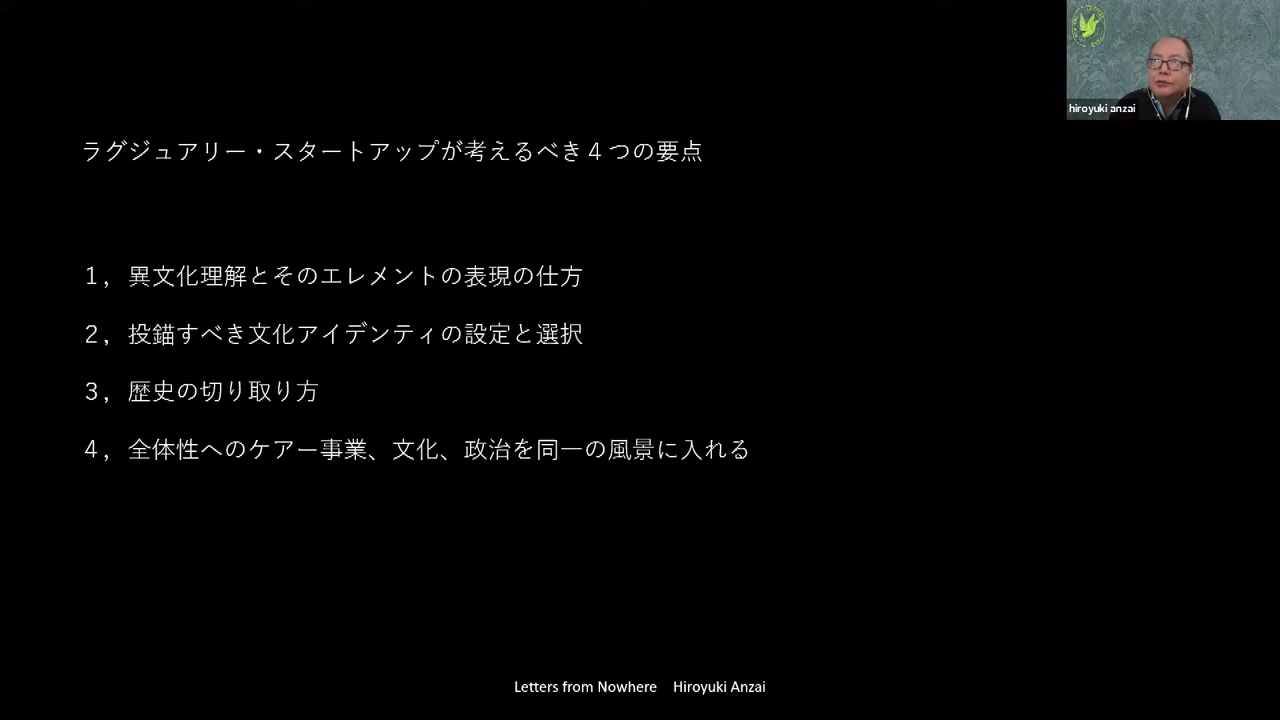 hiroyuki anzai
ラグジュアリー・スタートアップが考えるべき４つの要点
１，異文化理解とそのエレメントの表現の仕方
２，投錨すべき文化アイデンティの設定と選択
３，歴史の切り取り方
４，全体性へのケアー事業、文化、政治を同一の風景に入れる
Letters from Nowhere Hiroyuki Anzai